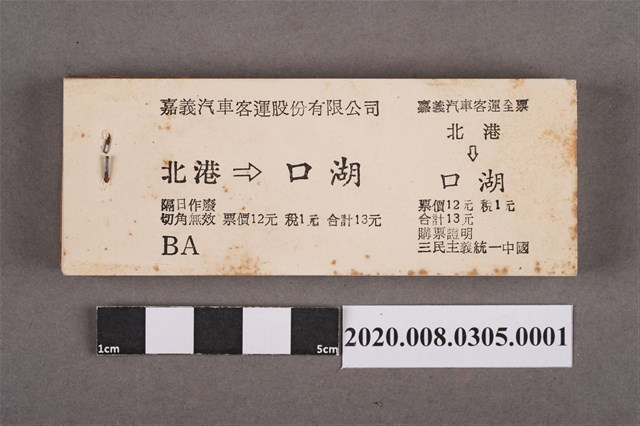 嘉義汽車客運股份有限公司
北港⇨口湖
隔日作廢
切角無效 票價12元 稅1元 合計13元
BA
嘉義汽車客運全票
北港
⇩
口湖
票價12元 稅1元
合計13元
購票證明
三民主義統一中國
1cm 5cm
2020.008.0305.0001